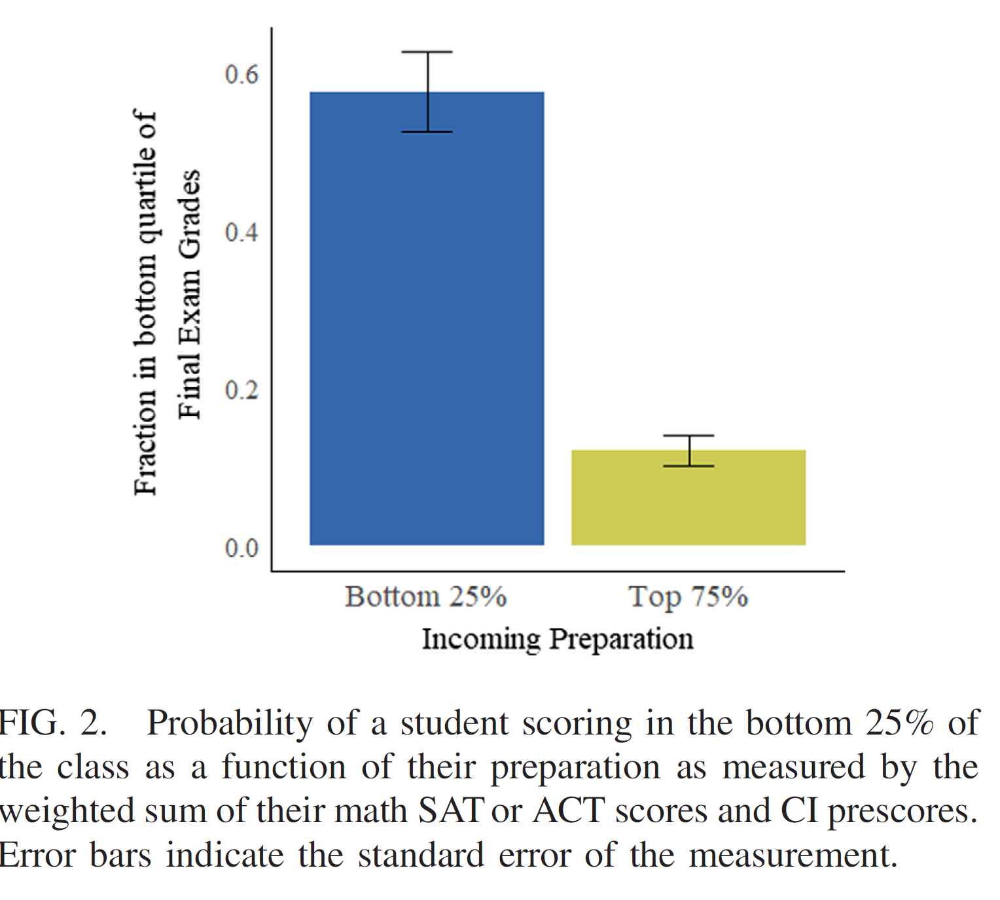 Fraction in bottom quartile of
Final Exam Grades
0.6
0.4
0.2
0.0
Bottom 25% Top 75%
Incoming Preparation
FIG. 2. Probability of a student scoring in the bottom 25% of
the class as a function of their preparation as measured by the
weighted sum of their math SAT or ACT scores and CI prescores.
Error bars indicate the standard error of the measurement.